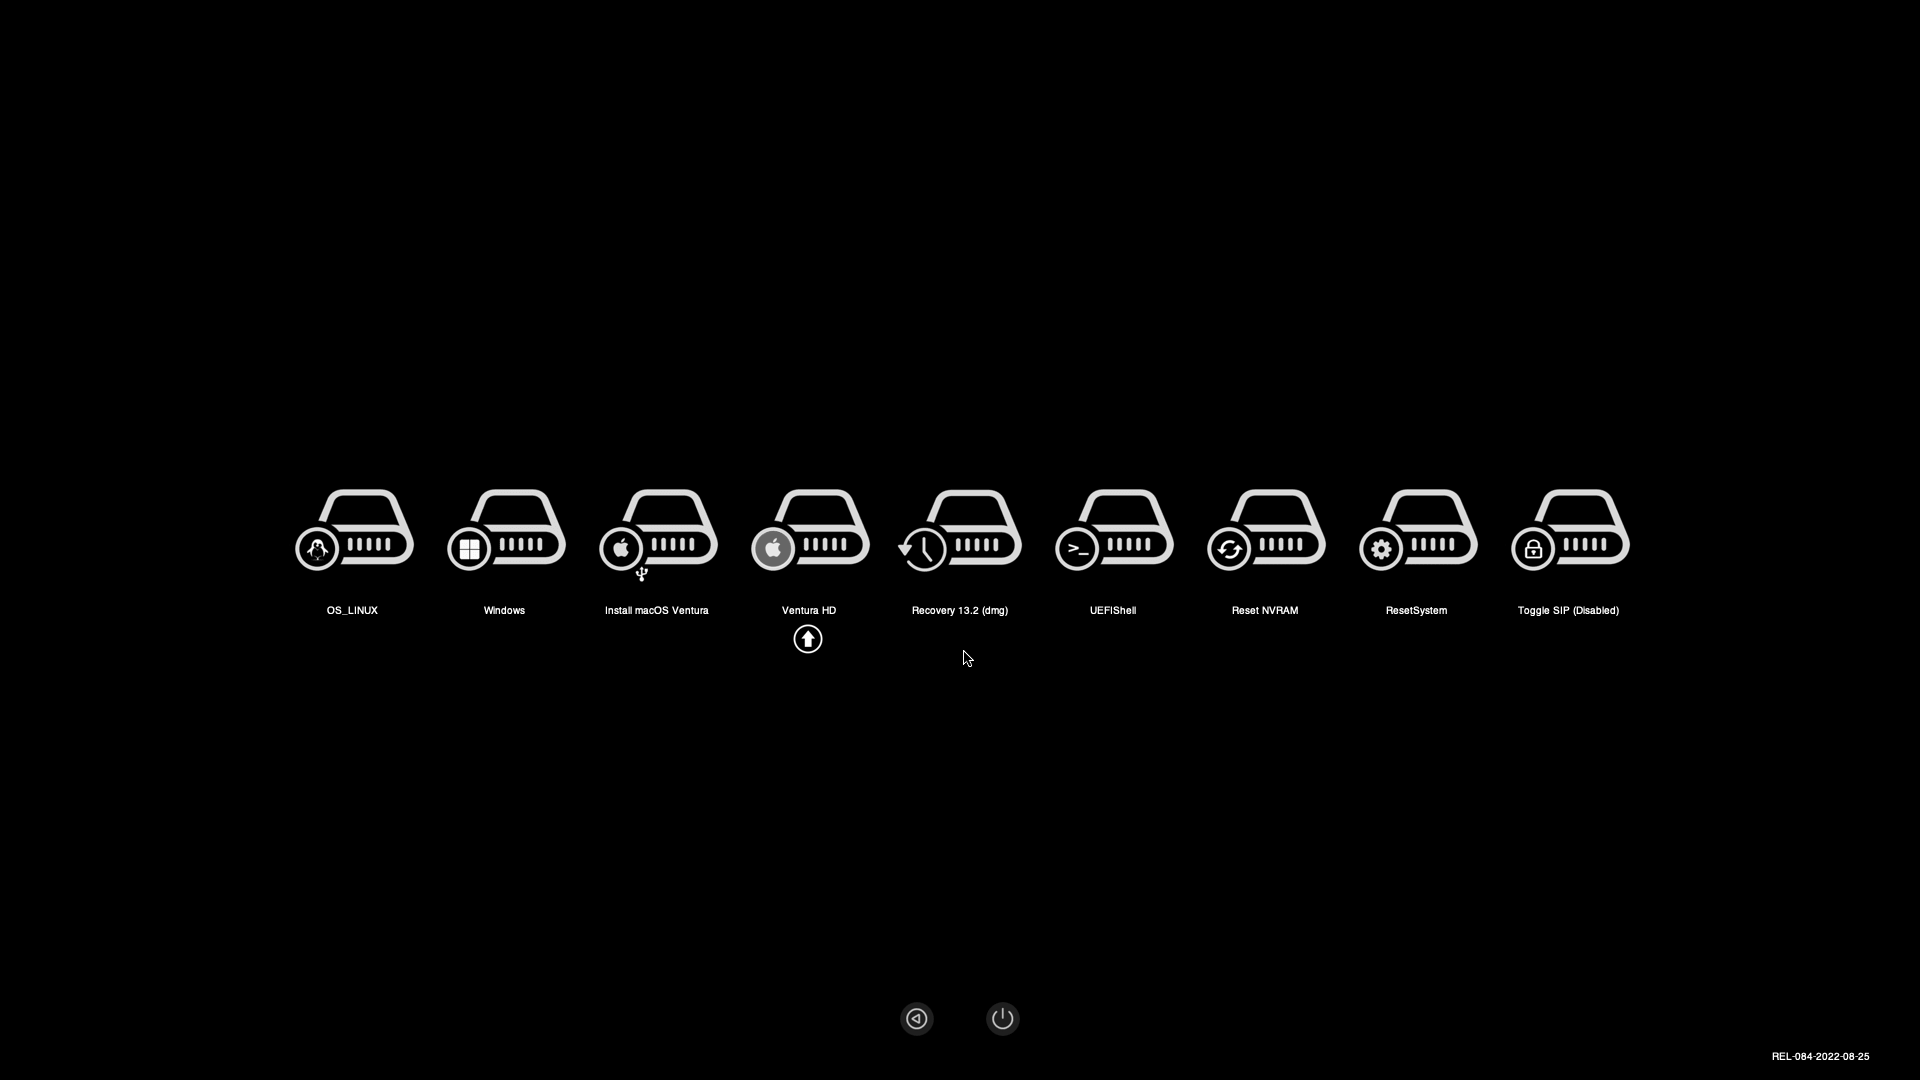 OS_LINUX
Windows
Install macOS Ventura
Ventura HD
Recovery 13.2 (dmg)
UEFIShell
Reset NVRAM
ResetSystem
Toggle SIP (Disabled)
REL-084-2022-08-25